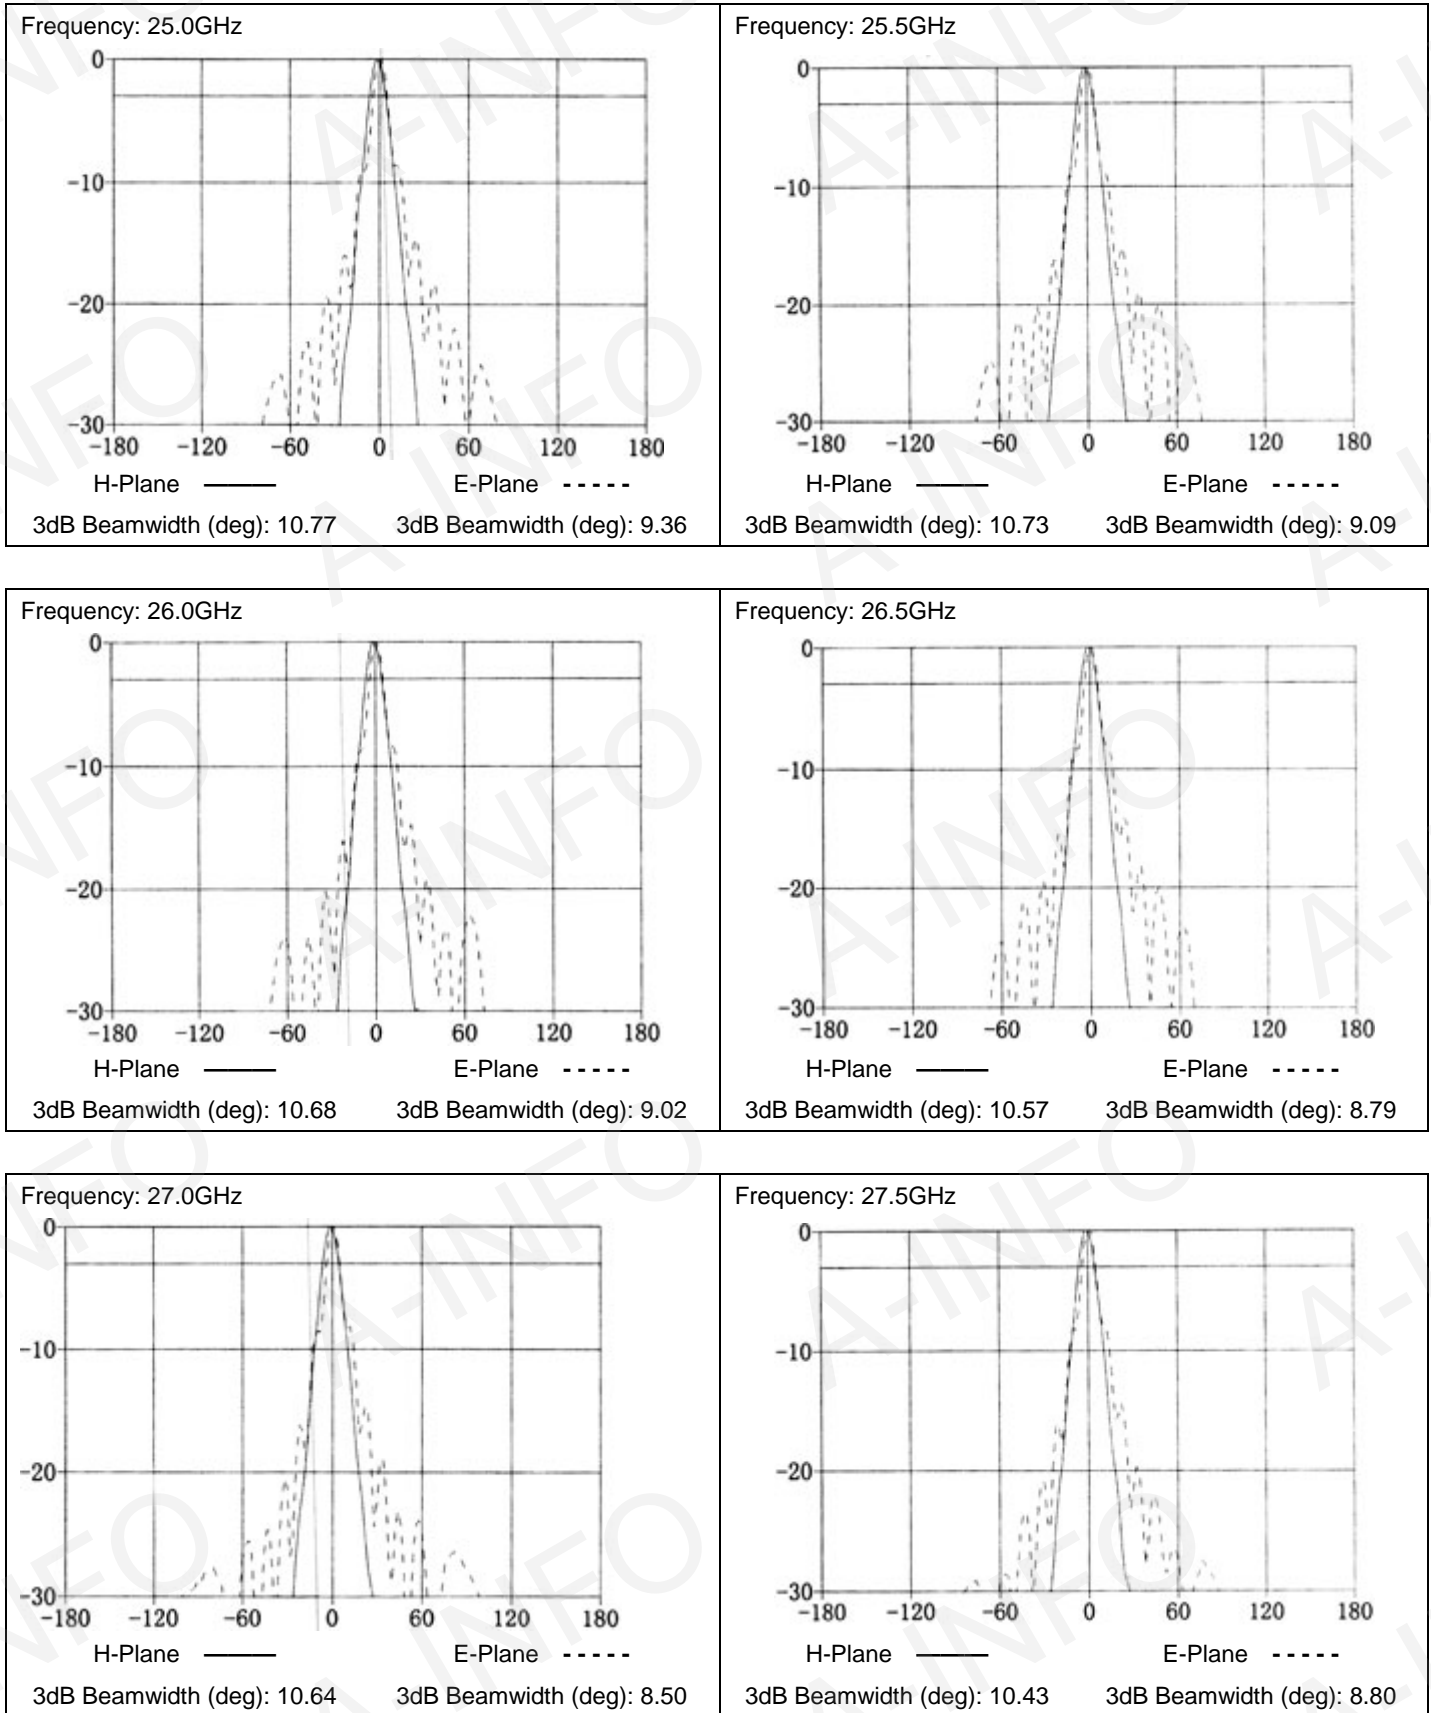 Frequency: 25.0GHz
0
-10
-20
-30
-180 -120 -60 0 60 120 180
H-Plane E-Plane
3dB Beamwidth (deg): 10.77 3dB Beamwidth (deg): 9.36
Frequency: 25.5GHz
0
-10
-20
-30
-180 -120 -60 0 60 120 180
H-Plane E-Plane
3dB Beamwidth (deg): 10.73 3dB Beamwidth (deg): 9.09
Frequency: 26.0GHz
0
-10
-20
-30
-180 -120 -60 0 60 120 180
H-Plane E-Plane
3dB Beamwidth (deg): 10.68 3dB Beamwidth (deg): 9.02
Frequency: 26.5GHz
0
-10
-20
-30
-180 -120 -60 0 60 120 180
H-Plane E-Plane
3dB Beamwidth (deg): 10.57 3dB Beamwidth (deg): 8.79
Frequency: 27.0GHz
0
-10
-20
-30
-180 -120 -60 0 60 120 180
H-Plane E-Plane
3dB Beamwidth (deg): 10.64 3dB Beamwidth (deg): 8.50
Frequency: 27.5GHz
0
-10
-20
-30
-180 -120 -60 0 60 120 180
H-Plane E-Plane
3dB Beamwidth (deg): 10.43 3dB Beamwidth (deg): 8.80
A-INFO